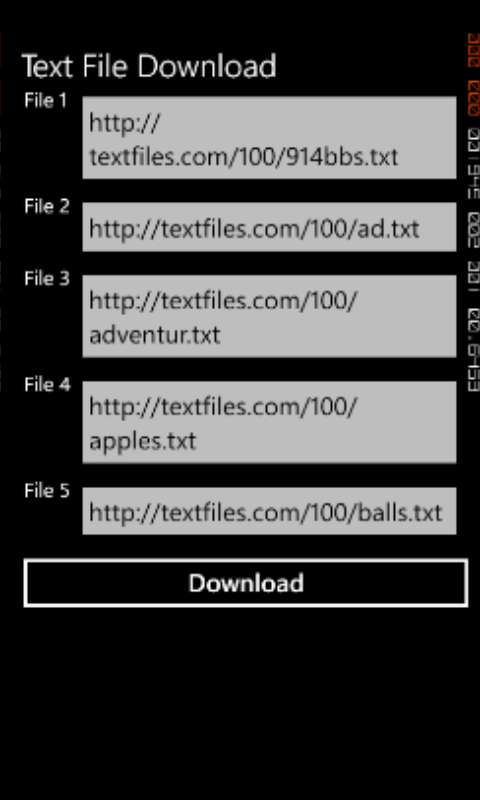 Text File Download
File 1
http://
textfiles.com/100/914bbs.txt
File 2
http://textfiles.com/100/ad.txt
File 3
http://textfiles.com/100/
adventur.txt
File 4
http://textfiles.com/100/
apples.txt
File 5
http://textfiles.com/100/balls.txt
Download